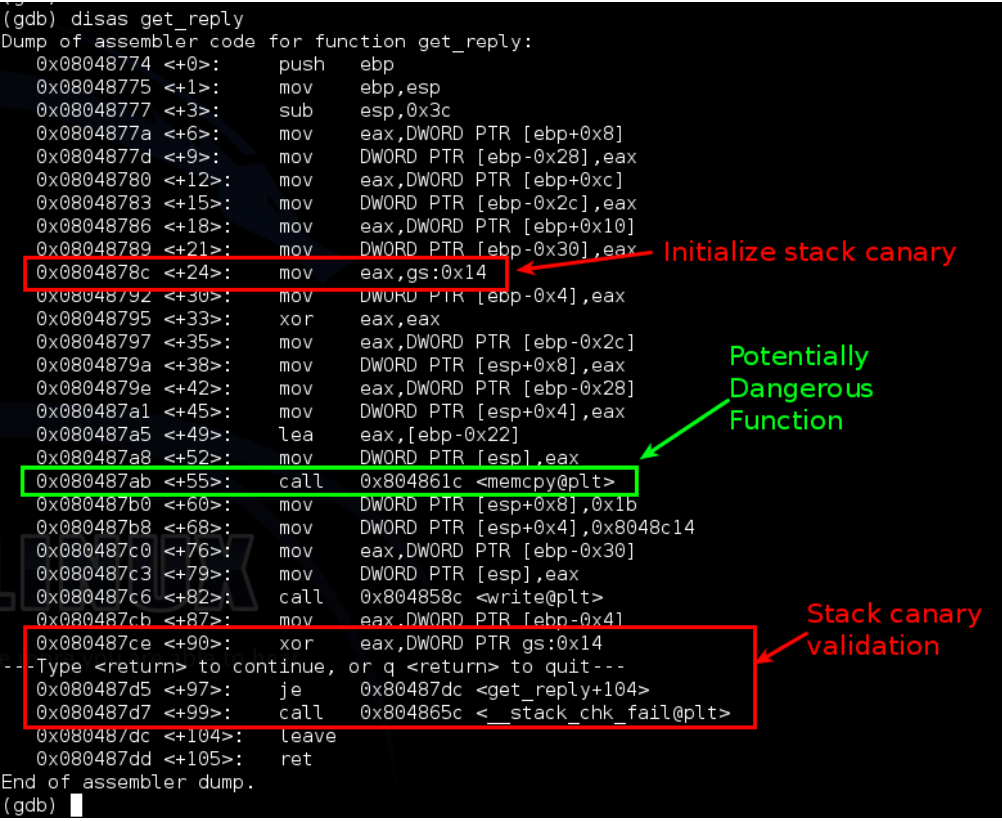 (gdb) disas get_reply
Dump of assembler code for function get_reply:
0x08048774 <+0>: push ebp
0x08048775 <+1>: mov ebp,esp
0x08048777 <+3>: sub esp,0x3c
0x0804877a <+6>: mov eax,DWORD PTR [ebp+0x8]
0x0804877d <+9>: mov DWORD PTR [ebp-0x28],eax
0x08048780 <+12>: mov eax,DWORD PTR [ebp+0xc]
0x08048783 <+15>: mov DWORD PTR [ebp-0x2c],eax
0x08048786 <+18>: mov eax,DWORD PTR [ebp+0x10]
0x08048789 <+21>: mov DWORD PTR [ebp-0x30],eax
Initialize stack canary
0x0804878c <+24>: mov eax,gs:0x14
0x08048792 <+30>: mov DWORD PTR [ebp-0x4],eax
0x08048795 <+33>: xor eax,eax
0x08048797 <+35>: mov eax,DWORD PTR [ebp-0x2c]
0x0804879a <+38>: mov DWORD PTR [esp+0x8],eax
0x0804879e <+42>: mov eax,DWORD PTR [ebp-0x28]
0x080487a1 <+45>: mov DWORD PTR [esp+0x4],eax
0x080487a5 <+49>: lea eax,[ebp-0x22]
0x080487a8 <+52>: mov DWORD PTR [esp],eax
Potentially
Dangerous
Function
0x080487ab <+55>: call 0x804861c <memcpy@plt>
0x080487b0 <+60>: mov DWORD PTR [esp+0x8],0x1b
0x080487b8 <+68>: mov DWORD PTR [esp+0x4],0x8048c14
0x080487c0 <+76>: mov eax,DWORD PTR [ebp-0x30]
0x080487c3 <+79>: mov DWORD PTR [esp],eax
0x080487c6 <+82>: call 0x804858c <write@plt>
0x080487cb <+87>: mov eax,DWORD PTR [ebp-0x4]
Stack canary
validation
0x080487ce <+90>: xor eax,DWORD PTR gs:0x14
---Type <return> to continue, or q <return> to quit---
0x080487d5 <+97>: je 0x80487dc <get_reply+104>
0x080487d7 <+99>: call 0x804865c <__stack_chk_fail@plt>
0x080487dc <+104>: leave
0x080487dd <+105>: ret
End of assembler dump.
(gdb)
LINUX